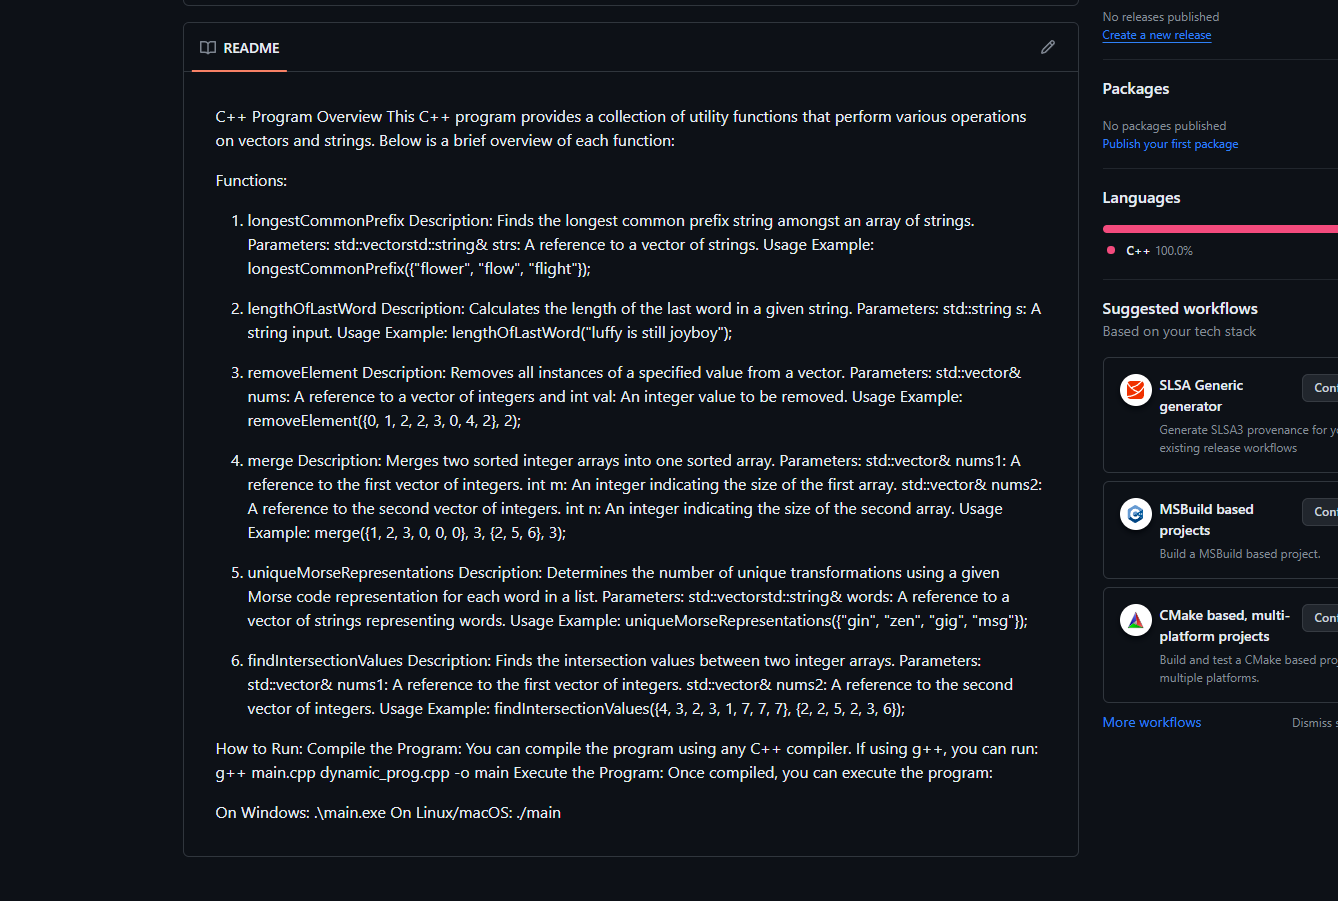 README
C++ Program Overview This C++ program provides a collection of utility functions that perform various operations
on vectors and strings. Below is a brief overview of each function:
Functions:
1. longestCommonPrefix Description: Finds the longest common prefix string amongst an array of strings.
Parameters: std::vectorstd::string& strs: A reference to a vector of strings. Usage Example:
longestCommonPrefix({"flower", "flow", "flight"});
2. lengthOfLastWord Description: Calculates the length of the last word in a given string. Parameters: std::string s: A
string input. Usage Example: lengthOfLastWord("luffy is still joyboy");
3. removeElement Description: Removes all instances of a specified value from a vector. Parameters: std::vector&
nums: A reference to a vector of integers and int val: An integer value to be removed. Usage Example:
removeElement({0, 1, 2, 2, 3, 0, 4, 2}, 2);
4. merge Description: Merges two sorted integer arrays into one sorted array. Parameters: std::vector& nums1: A
reference to the first vector of integers. int m: An integer indicating the size of the first array. std::vector& nums2:
A reference to the second vector of integers. int n: An integer indicating the size of the second array. Usage
Example: merge({1, 2, 3, 0, 0, 0}, 3, {2, 5, 6}, 3);
5. uniqueMorseRepresentations Description: Determines the number of unique transformations using a given
Morse code representation for each word in a list. Parameters: std::vectorstd::string& words: A reference to a
vector of strings representing words. Usage Example: uniqueMorseRepresentations({"gin", "zen", "gig", "msg"});
6. findIntersectionValues Description: Finds the intersection values between two integer arrays. Parameters:
std::vector& nums1: A reference to the first vector of integers. std::vector& nums2: A reference to the second
vector of integers. Usage Example: findIntersectionValues({4, 3, 2, 3, 1, 7, 7, 7}, {2, 2, 5, 2, 3, 6});
How to Run: Compile the Program: You can compile the program using any C++ compiler. If using g++, you can run:
g++ main.cpp dynamic_prog.cpp -o main Execute the Program: Once compiled, you can execute the program:
On Windows: .\main.exe On Linux/macOS: ./main
No releases published
Create a new release
Packages
No packages published
Publish your first package
Languages
C++ 100.0%
Suggested workflows
Based on your tech stack
SLSA Generic
generator
Generate SLSA3 provenance for
existing release workflows
MSBuild based
projects
Build a MSBuild based project.
CMake based, multi-
platform projects
Build and test a CMake based
multiple platforms.
More workflows
Dismiss